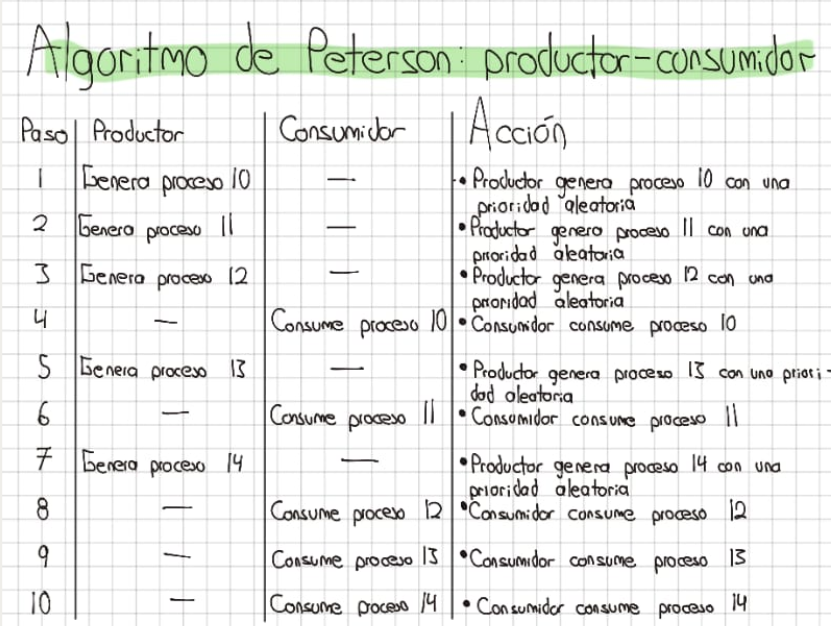 Algoritmo de Peterson: productor-consumidor
Paso Productor Consumidor Acción
1 Genera proceso 10 — • Productor genera proceso 10 con una
prioridad aleatoria
2 Genera proceso 11 — • Productor genera proceso 11 con una
prioridad aleatoria
3 Genera proceso 12 — • Productor genera proceso 12 con una
prioridad aleatoria
4 — Consume proceso 10 • Consumidor consume proceso 10
5 Genera proceso 13 — • Productor genera proceso 13 con una priori-
dad aleatoria
6 — Consume proceso 11 • Consumidor consume proceso 11
7 Genera proceso 14 — • Productor genera proceso 14 con una
prioridad aleatoria
8 — Consume proceso 12 • Consumidor consume proceso 12
9 — Consume proceso 13 • Consumidor consume proceso 13
10 — Consume proceso 14 • Consumidor consume proceso 14